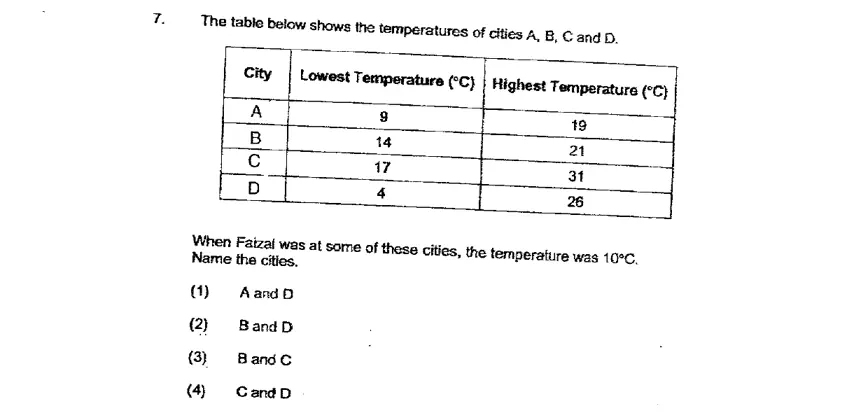 7. The table below shows the temperatures of cities A, B, C and D.
City Lowest Temperature (°C) Highest Temperature (°C)
A 9 19
B 14 21
C 17 31
D 4 26
When Faizal was at some of these cities, the temperature was 10°C.
Name the cities.
(1) A and D
(2) B and D
(3) B and C
(4) C and D